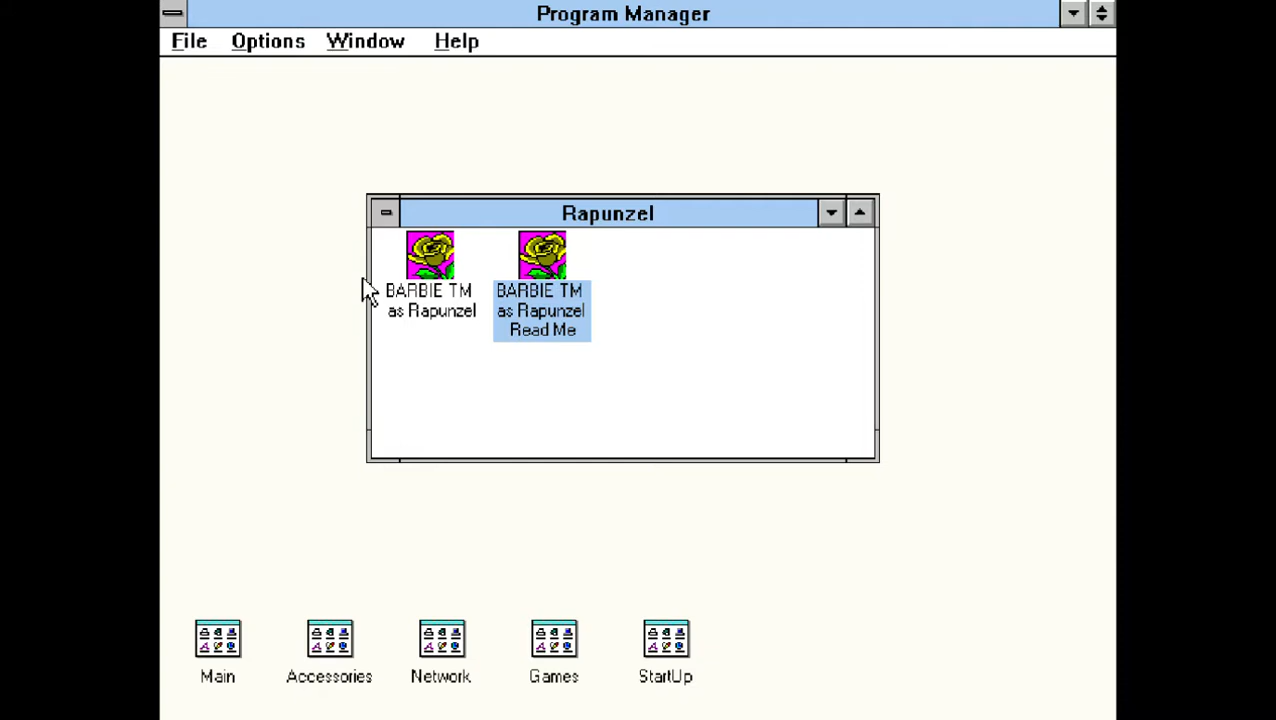 Program Manager
File Options Window Help
Rapunzel
BARBIE TM
as Rapunzel
BARBIE TM
as Rapunzel
Read Me
Main Accessories Network Games StartUp